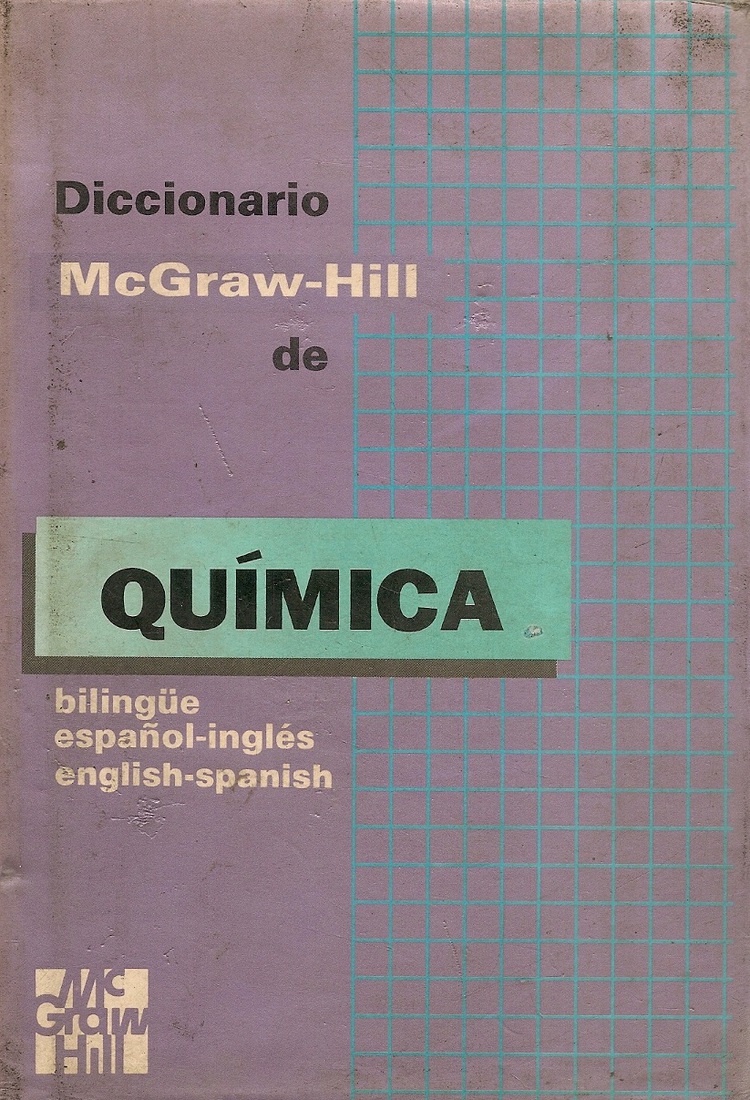 Diccionario
McGraw-Hill
de
QUÍMICA
bilingüe
español-inglés
english-spanish
Mc
Graw
Hill